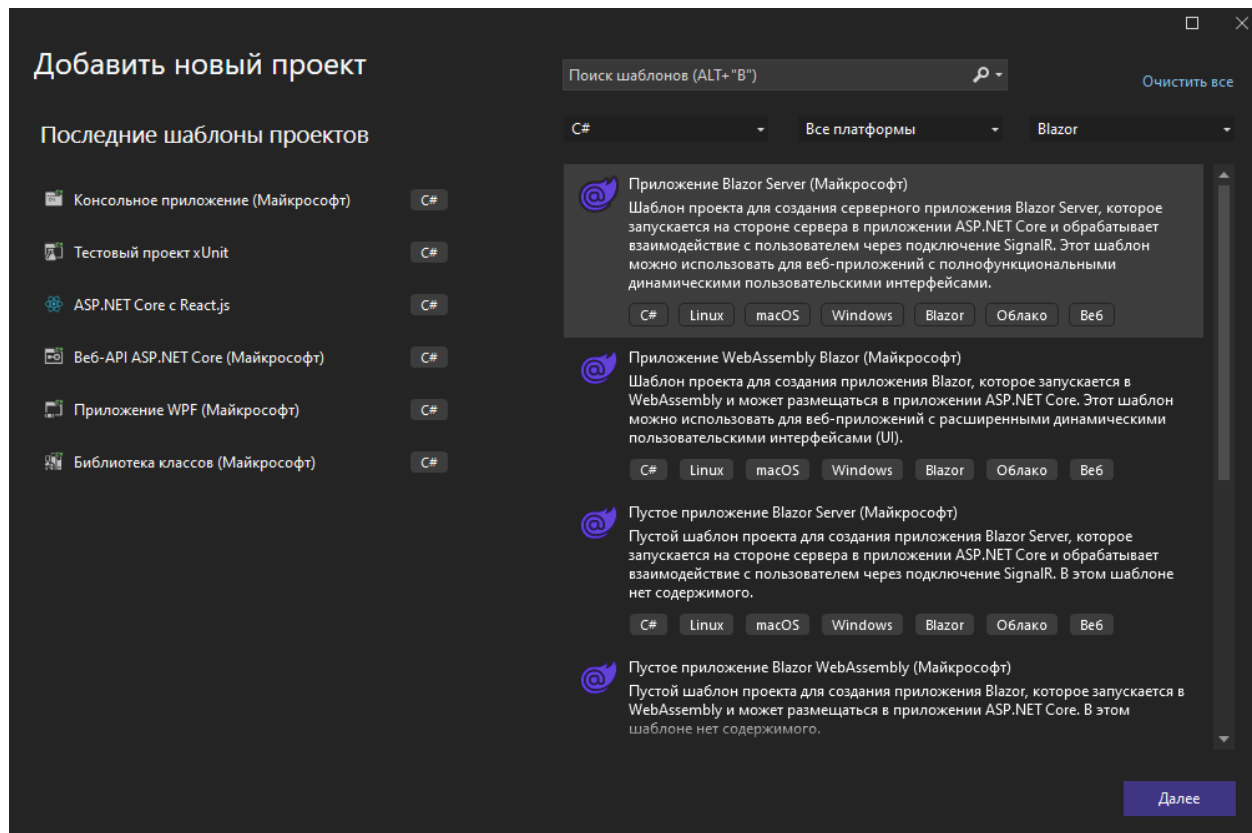 Добавить новый проект
Последние шаблоны проектов
Консольное приложение (Майкрософт) C#
Тестовый проект xUnit C#
ASP.NET Core с React.js C#
Веб-API ASP.NET Core (Майкрософт) C#
Приложение WPF (Майкрософт) C#
Библиотека классов (Майкрософт) C#
Поиск шаблонов (ALT+"В")
Очистить все
C# Все платформы Blazor
Приложение Blazor Server (Майкрософт)
Шаблон проекта для создания серверного приложения Blazor Server, которое
запускается на стороне сервера в приложении ASP.NET Core и обрабатывает
взаимодействие с пользователем через подключение SignalR. Этот шаблон
можно использовать для веб-приложений с полнофункциональными
динамическими пользовательскими интерфейсами.
C# Linux macOS Windows Blazor Облако Веб
Приложение WebAssembly Blazor (Майкрософт)
Шаблон проекта для создания приложения Blazor, которое запускается в
WebAssembly и может размещаться в приложении ASP.NET Core. Этот шаблон
можно использовать для веб-приложений с расширенными динамическими
пользовательскими интерфейсами (UI).
C# Linux macOS Windows Blazor Облако Веб
Пустое приложение Blazor Server (Майкрософт)
Пустой шаблон проекта для создания приложения Blazor Server, которое
запускается на стороне сервера в приложении ASP.NET Core и обрабатывает
взаимодействие с пользователем через подключение SignalR. В этом шаблоне
нет содержимого.
C# Linux macOS Windows Blazor Облако Веб
Пустое приложение Blazor WebAssembly (Майкрософт)
Пустой шаблон проекта для создания приложения Blazor, которое запускается в
WebAssembly и может размещаться в приложении ASP.NET Core. В этом
шаблоне нет содержимого.
Далее